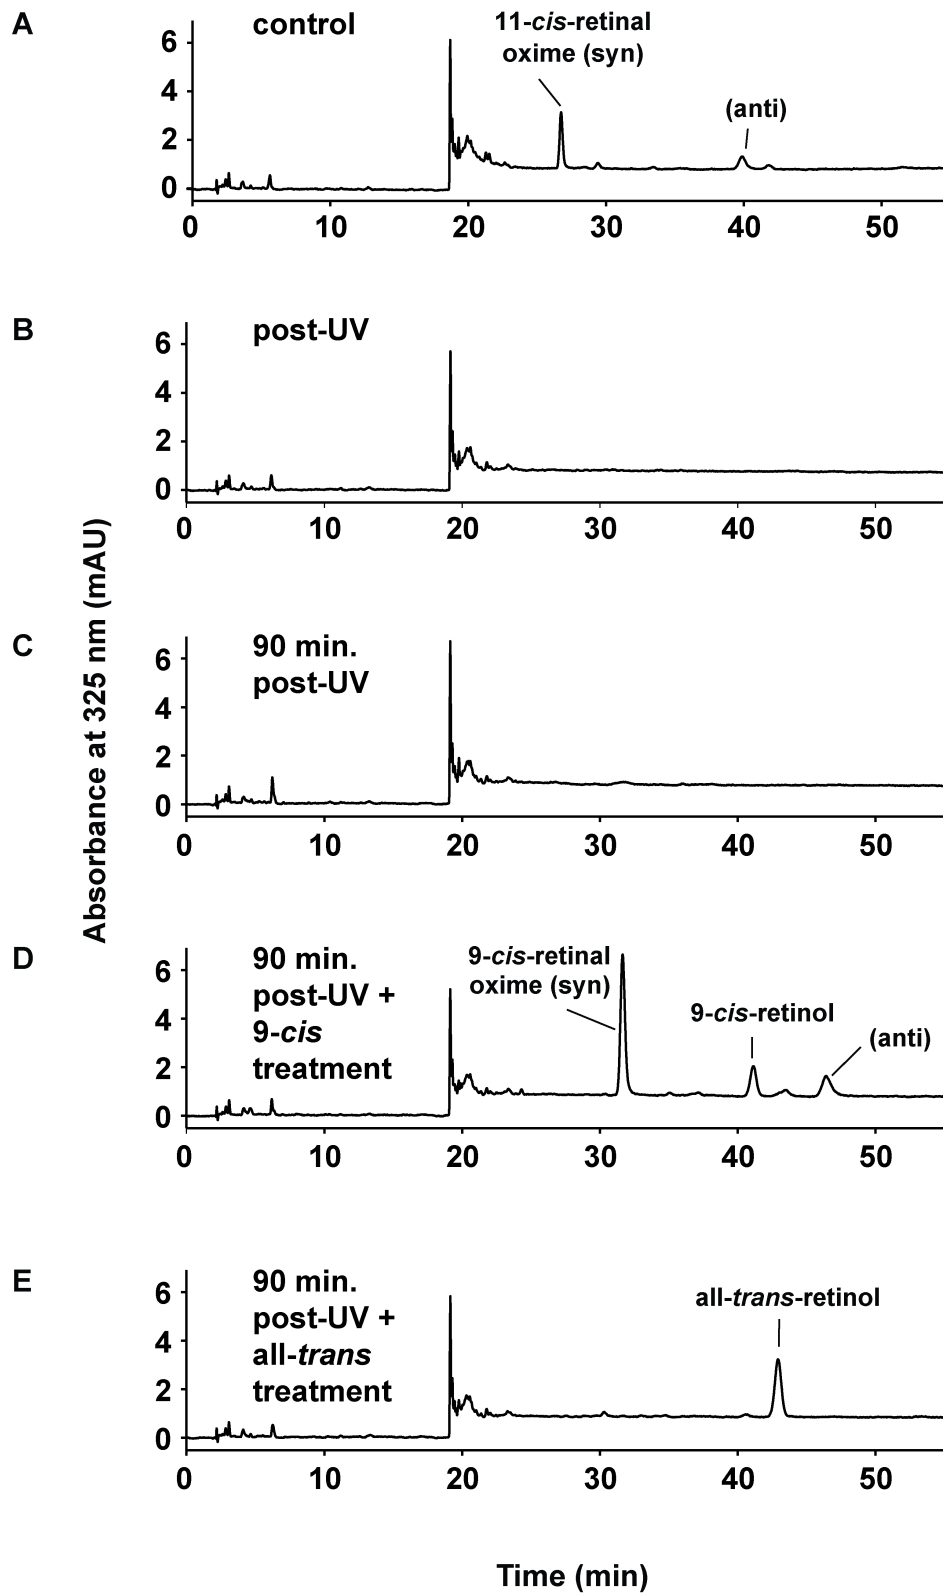 A
control
11-cis-retinal
oxime (syn)
(anti)
6
4
2
0
0 10 20 30 40 50
B
post-UV
6
4
2
0
0 10 20 30 40 50
Absorbance at 325 nm (mAU)
C
90 min.
post-UV
6
4
2
0
0 10 20 30 40 50
D
90 min.
post-UV +
9-cis
treatment
9-cis-retinal
oxime (syn)
9-cis-retinol
(anti)
6
4
2
0
0 10 20 30 40 50
E
90 min.
post-UV +
all-trans
treatment
all-trans-retinol
6
4
2
0
0 10 20 30 40 50
Time (min)